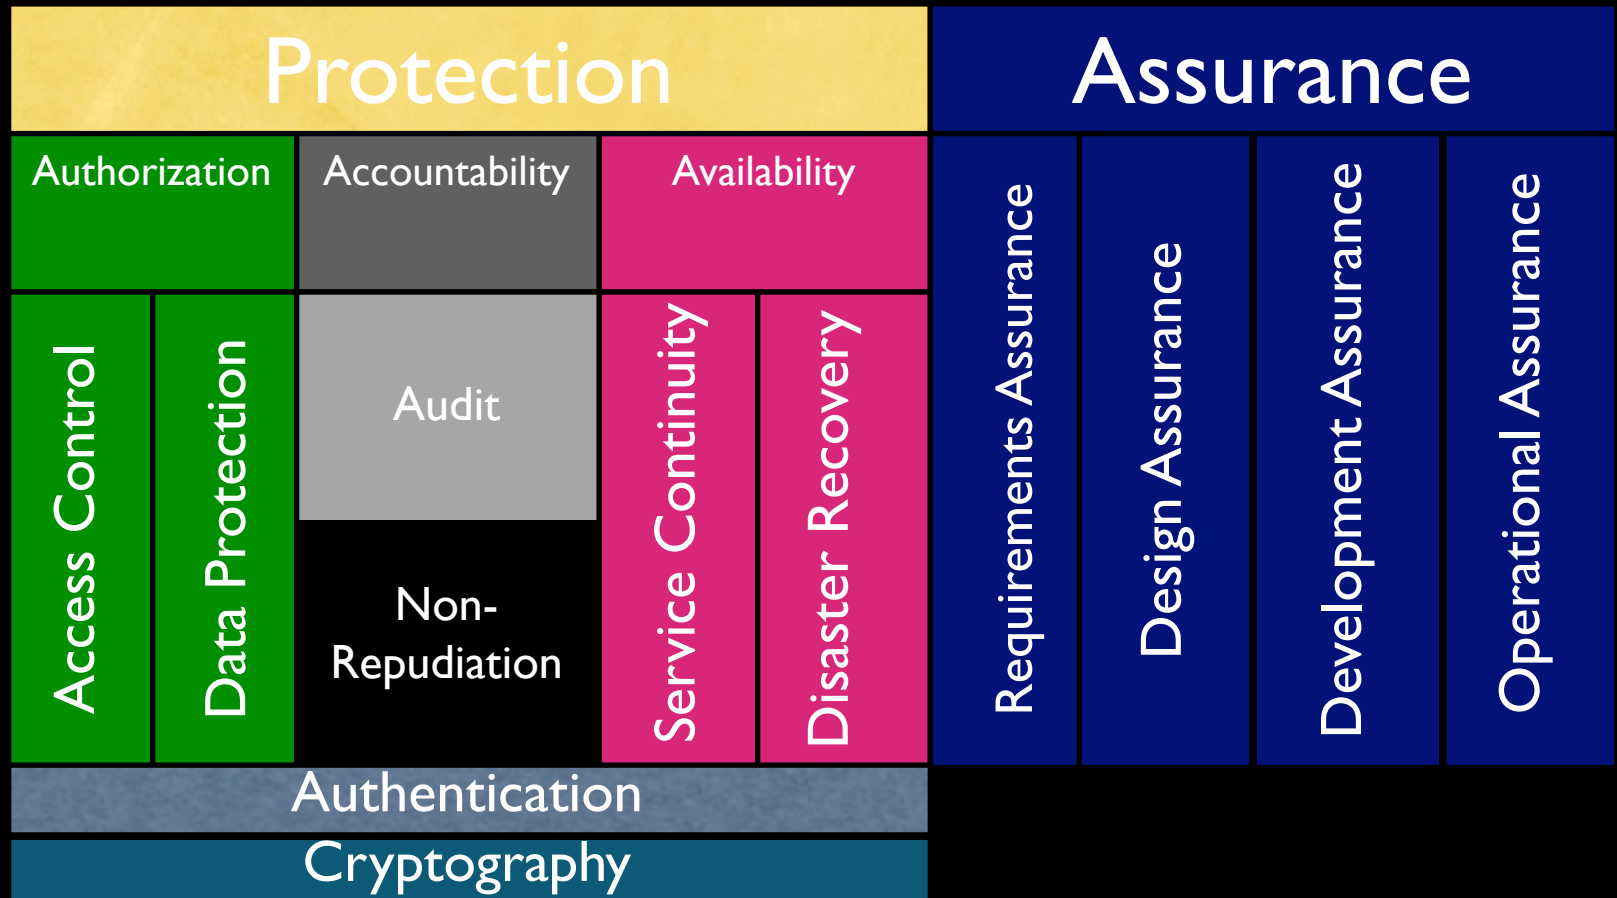 Protection
Assurance
Authorization
Accountability
Availability
Access Control
Data Protection
Audit
Non-
Repudiation
Service Continuity
Disaster Recovery
Requirements Assurance
Design Assurance
Development Assurance
Operational Assurance
Authentication
Cryptography